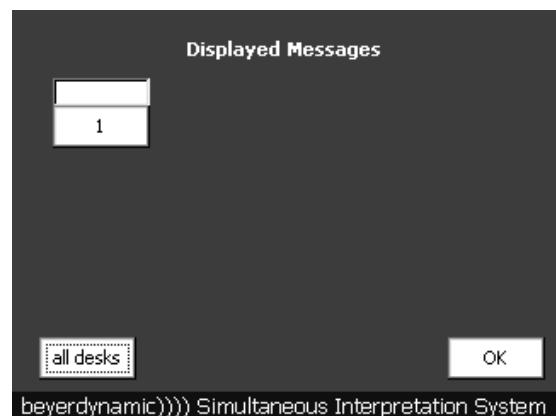 Displayed Messages
1
all desks
OK
beyerdynamic)))) Simultaneous Interpretation System